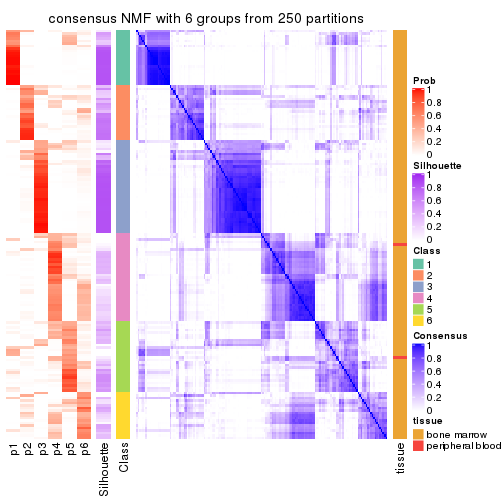 consensus NMF with 6 groups from 250 partitions
p1
p2
p3
p4
p5
p6
Silhouette
Class
tissue
Prob
1
0.8
0.6
0.4
0.2
0
Silhouette
1
0.8
0.6
0.4
0.2
0
Class
1
2
3
4
5
6
Consensus
1
0.8
0.6
0.4
0.2
0
tissue
bone marrow
peripheral blood